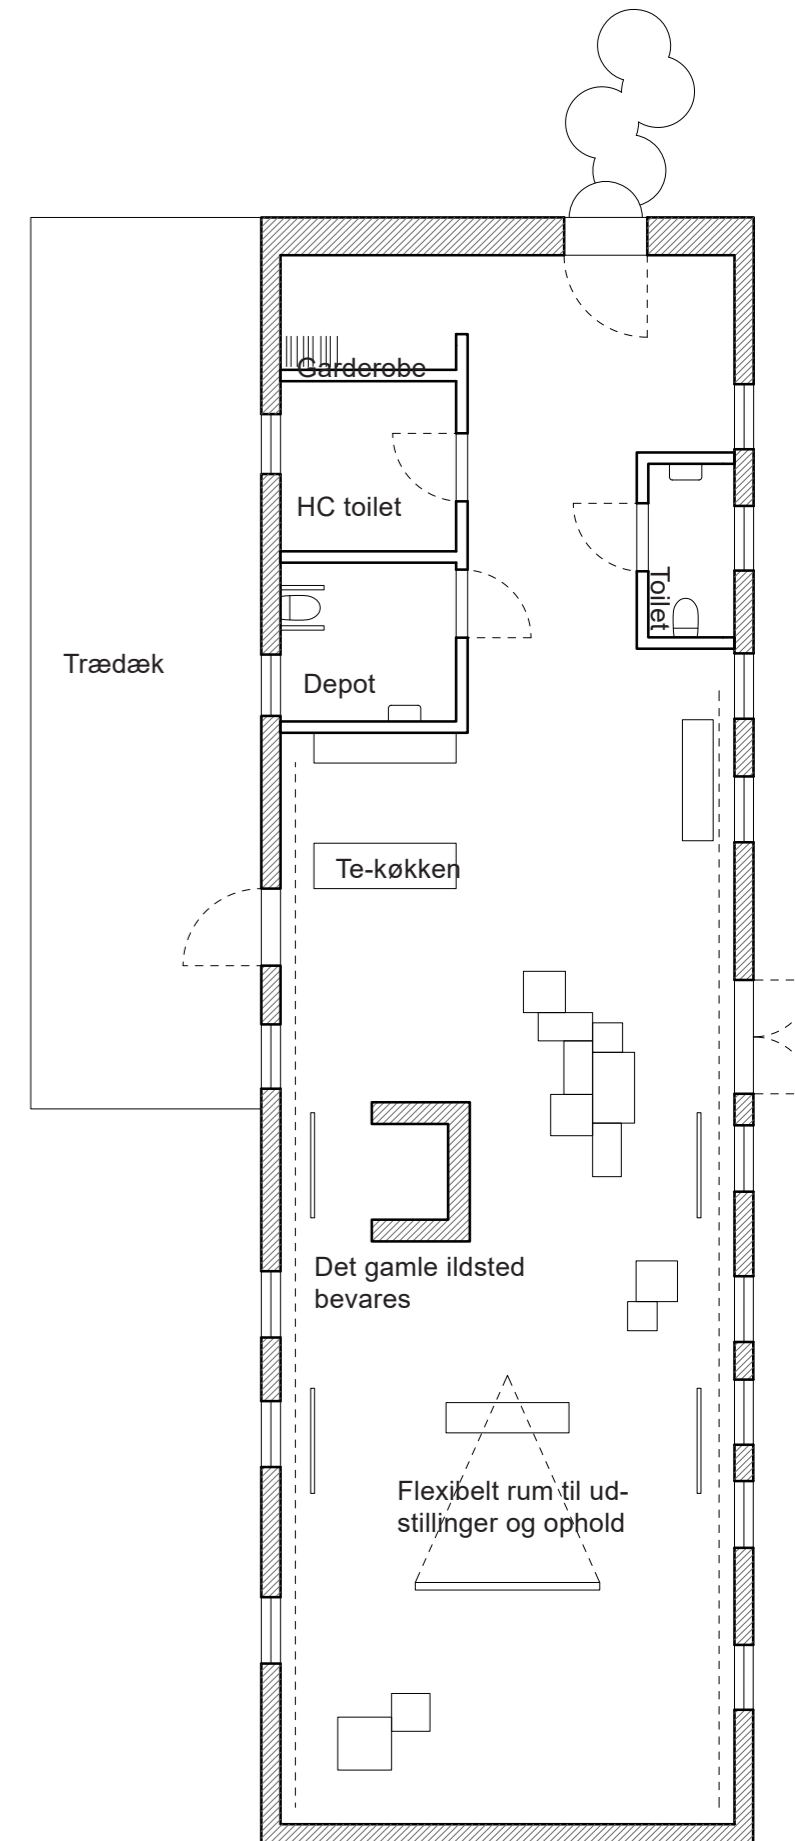 Garderobe
HC toilet
Toilet
Trædæk
Depot
Te-køkken
Det gamle ildsted
bevares
Flexibelt rum til ud-
stillinger og ophold